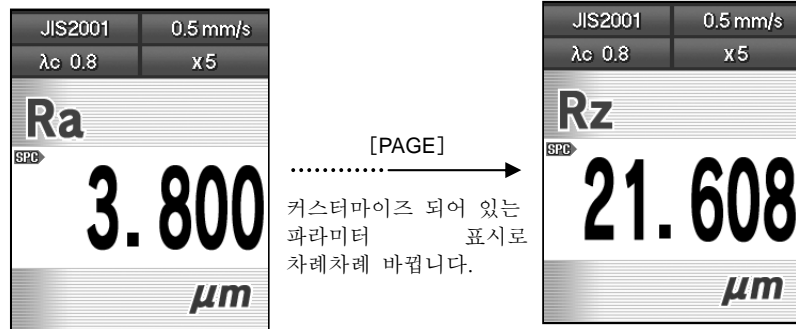 JIS2001 0.5 mm/s
λc 0.8 x5
Ra
SPC
3.800
μm
[PAGE]
커스터마이즈 되어 있는
파라미터 표시로
차례차례 바뀝니다.
JIS2001 0.5 mm/s
λc 0.8 x5
Rz
SPC
21.608
μm